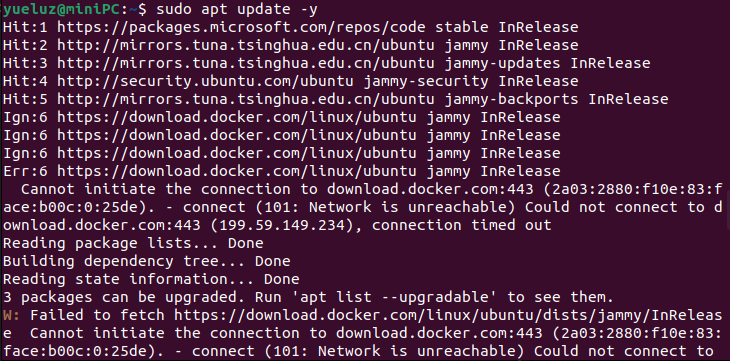 yueluz@miniPC:~$ sudo apt update -y
Hit:1 https://packages.microsoft.com/repos/code stable InRelease
Hit:2 http://mirrors.tuna.tsinghua.edu.cn/ubuntu jammy InRelease
Hit:3 http://mirrors.tuna.tsinghua.edu.cn/ubuntu jammy-updates InRelease
Hit:4 http://security.ubuntu.com/ubuntu jammy-security InRelease
Hit:5 http://mirrors.tuna.tsinghua.edu.cn/ubuntu jammy-backports InRelease
Ign:6 https://download.docker.com/linux/ubuntu jammy InRelease
Ign:6 https://download.docker.com/linux/ubuntu jammy InRelease
Ign:6 https://download.docker.com/linux/ubuntu jammy InRelease
Err:6 https://download.docker.com/linux/ubuntu jammy InRelease
  Cannot initiate the connection to download.docker.com:443 (2a03:2880:f10e:83:f
ace:b00c:0:25de). - connect (101: Network is unreachable) Could not connect to d
ownload.docker.com:443 (199.59.149.234), connection timed out
Reading package lists... Done
Building dependency tree... Done
Reading state information... Done
3 packages can be upgraded. Run 'apt list --upgradable' to see them.
W: Failed to fetch https://download.docker.com/linux/ubuntu/dists/jammy/InReleas
e  Cannot initiate the connection to download.docker.com:443 (2a03:2880:f10e:83:
face:b00c:0:25de). - connect (101: Network is unreachable) Could not connect to